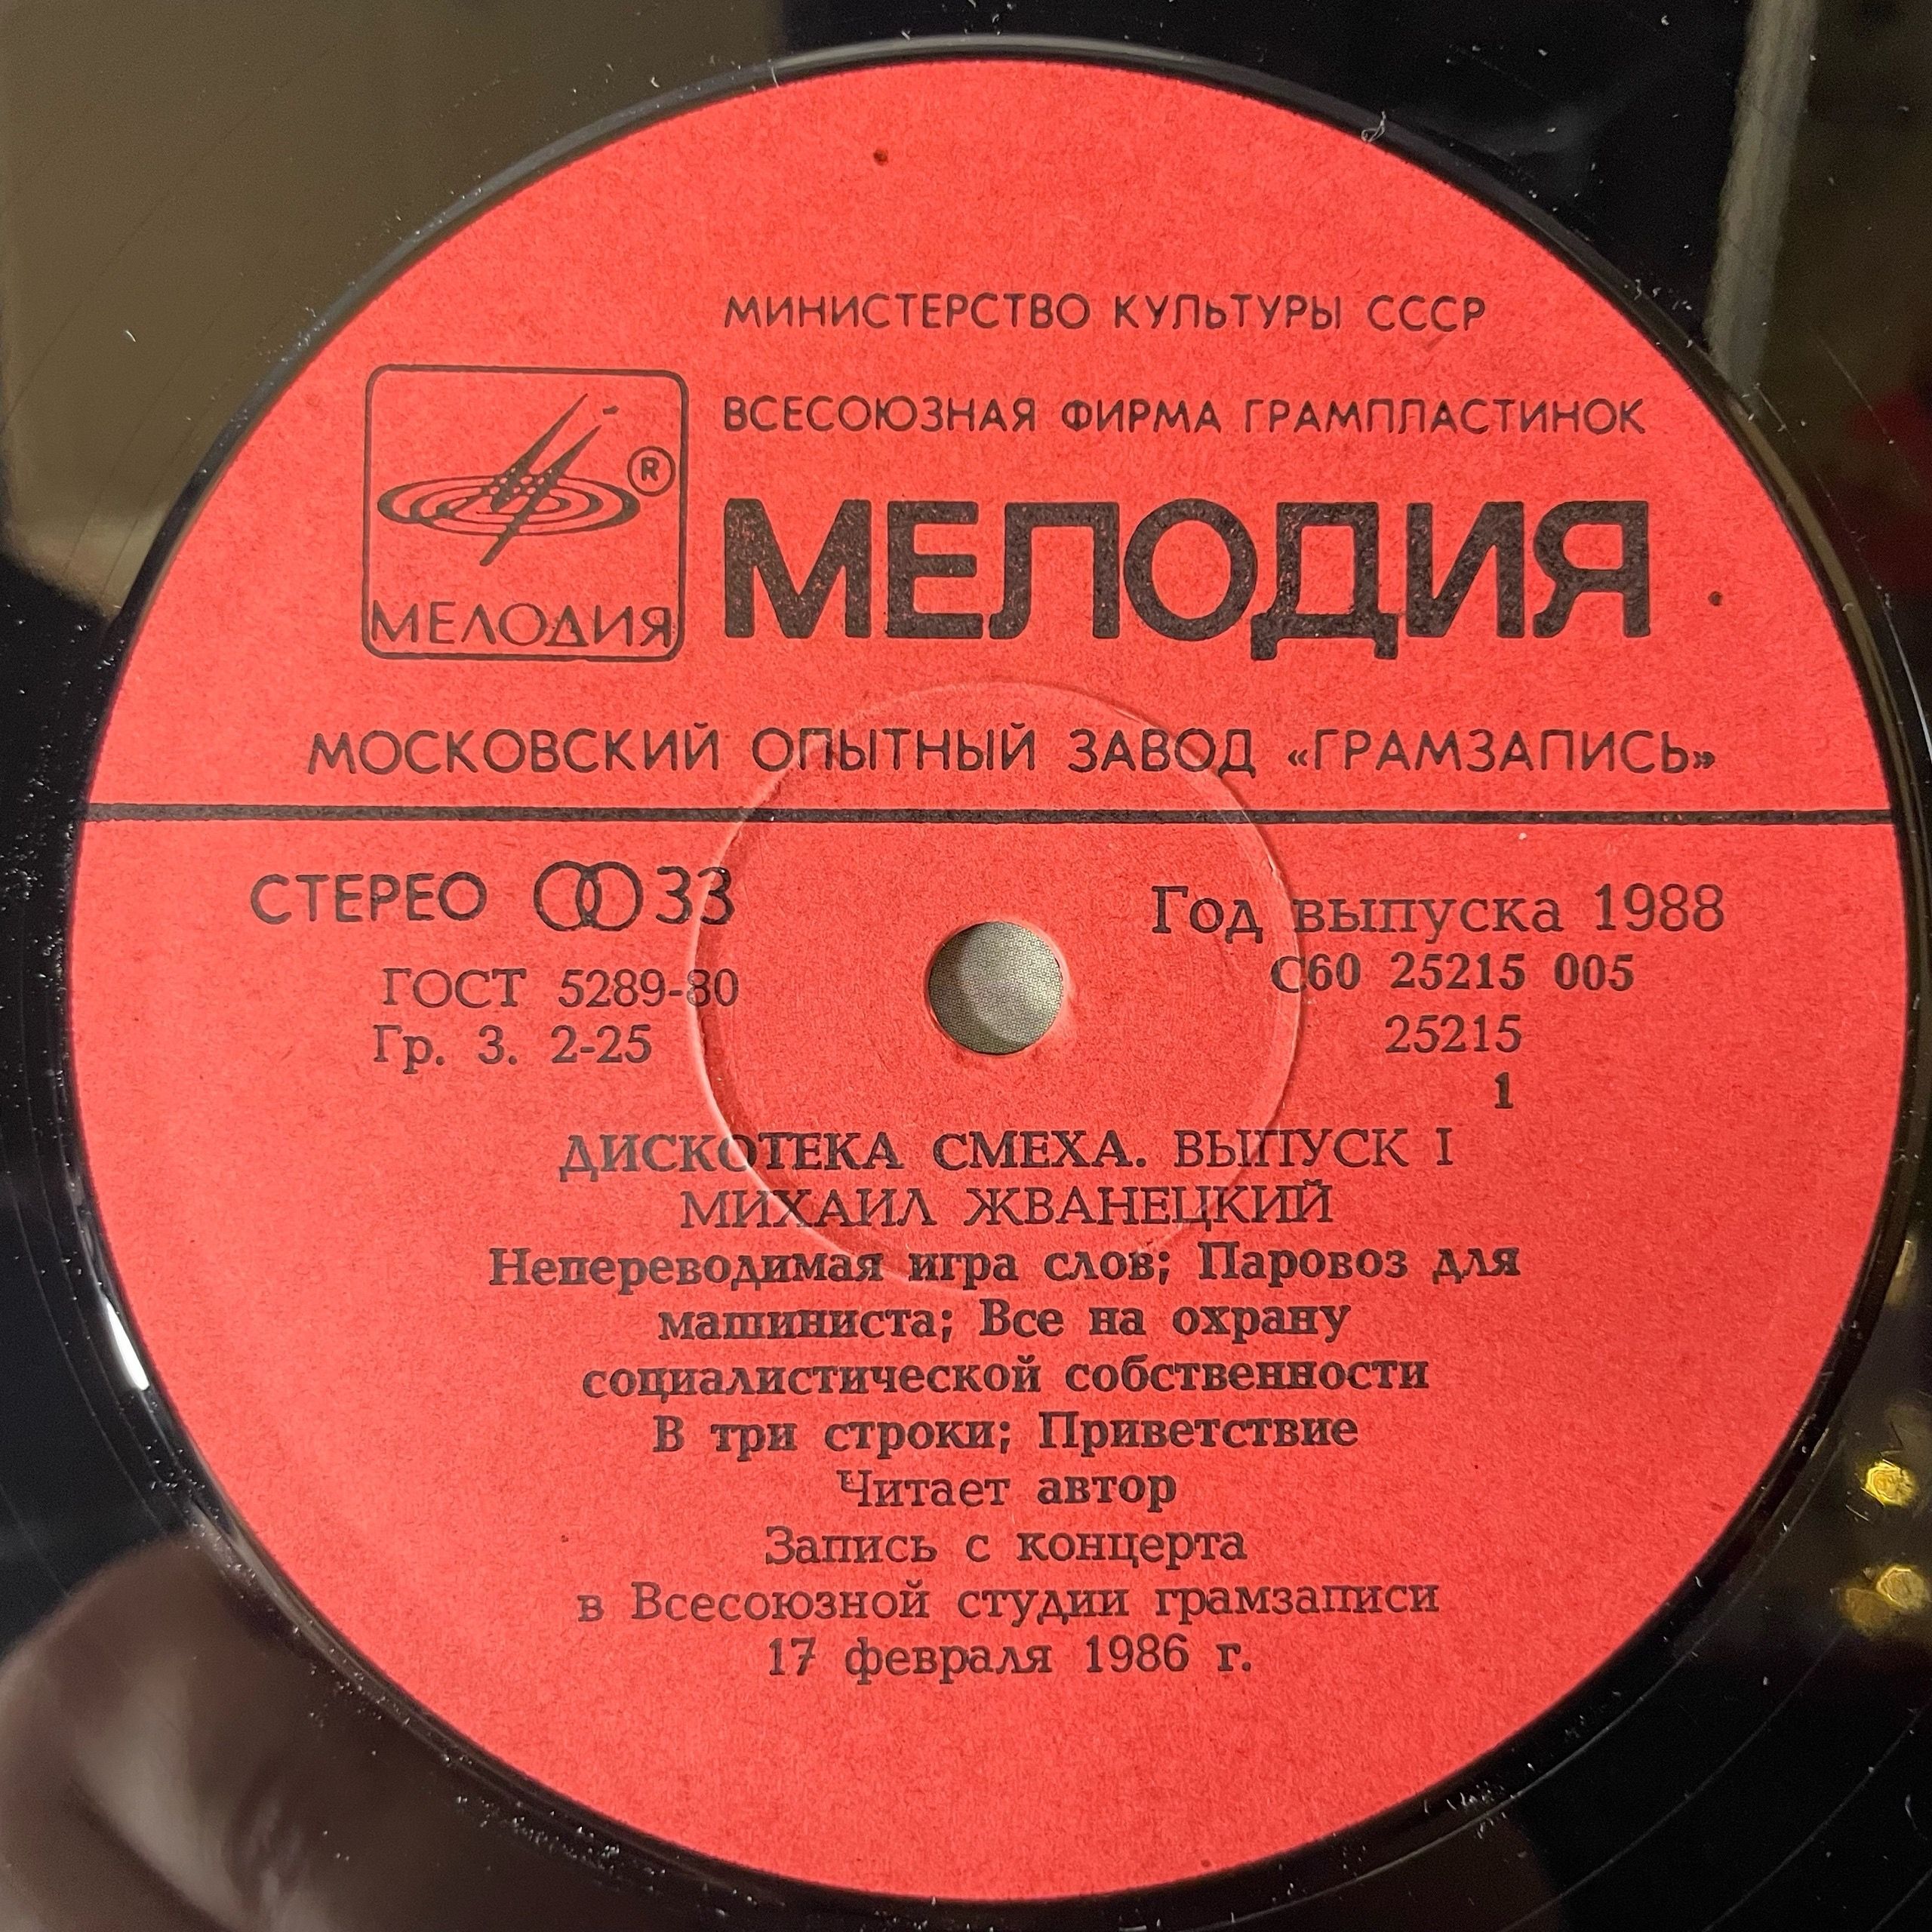 МИНИСТЕРСТВО КУЛЬТУРЫ СССР
ВСЕСОЮЗНАЯ ФИРМА ГРАМПЛАСТИНОК
®
МЕЛОДИЯ
МЕЛОДИЯ
МОСКОВСКИЙ ОПЫТНЫЙ ЗАВОД «ГРАМЗАПИСЬ»
СТЕРЕО 33
Год выпуска 1988
ГОСТ 5289-80
С60 25215 005
Гр. 3. 2-25
25215
1
ДИСКОТЕКА СМЕХА. ВЫПУСК I
МИХАИЛ ЖВАНЕЦКИЙ
Непереводимая игра слов; Паровоз для
машиниста; Все на охрану
социалистической собственности
В три строки; Приветствие
Читает автор
Запись с концерта
в Всесоюзной студии грамзаписи
17 февраля 1986 г.